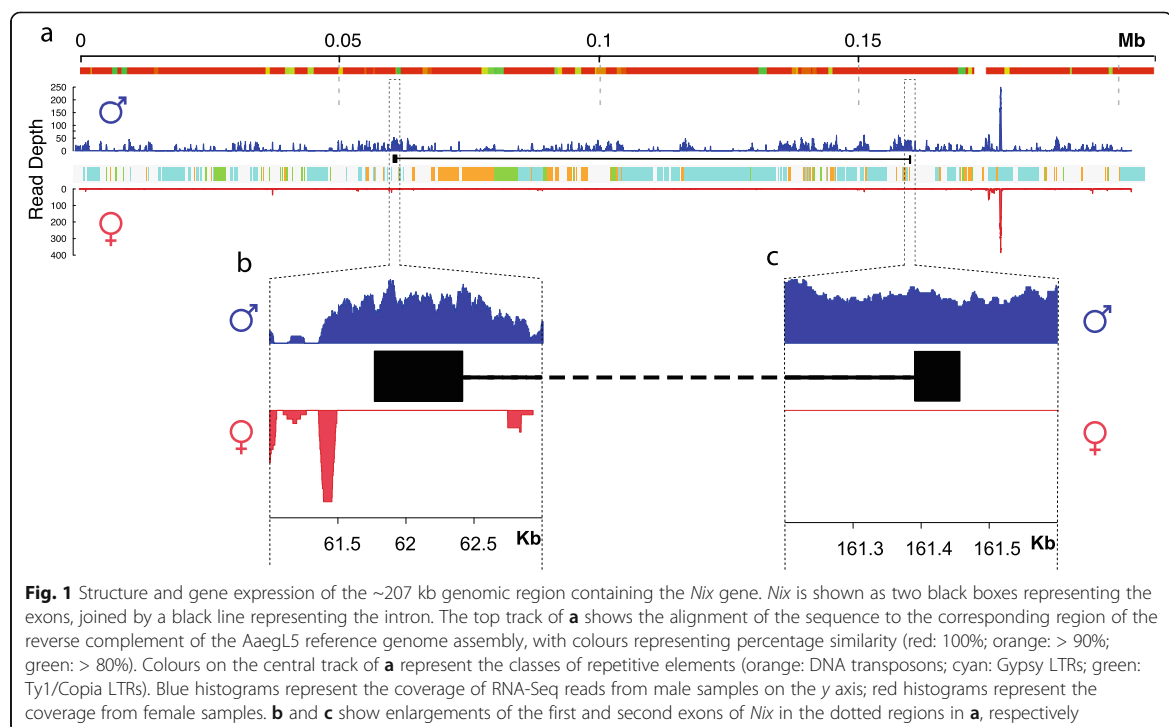 a
0 0.05 0.1 0.15 Mb
250
200
150
100
50
0
Read Depth
0
100
200
300
400
b
c
61.5 62 62.5 Kb
161.3 161.4 161.5 Kb
Fig. 1 Structure and gene expression of the ~207 kb genomic region containing the Nix gene. Nix is shown as two black boxes representing the
exons, joined by a black line representing the intron. The top track of a shows the alignment of the sequence to the corresponding region of the
reverse complement of the AaegL5 reference genome assembly, with colours representing percentage similarity (red: 100%; orange: > 90%;
green: > 80%). Colours on the central track of a represent the classes of repetitive elements (orange: DNA transposons; cyan: Gypsy LTRs; green:
Ty1/Copia LTRs). Blue histograms represent the coverage of RNA-Seq reads from male samples on the y axis; red histograms represent the
coverage from female samples. b and c show enlargements of the first and second exons of Nix in the dotted regions in a, respectively